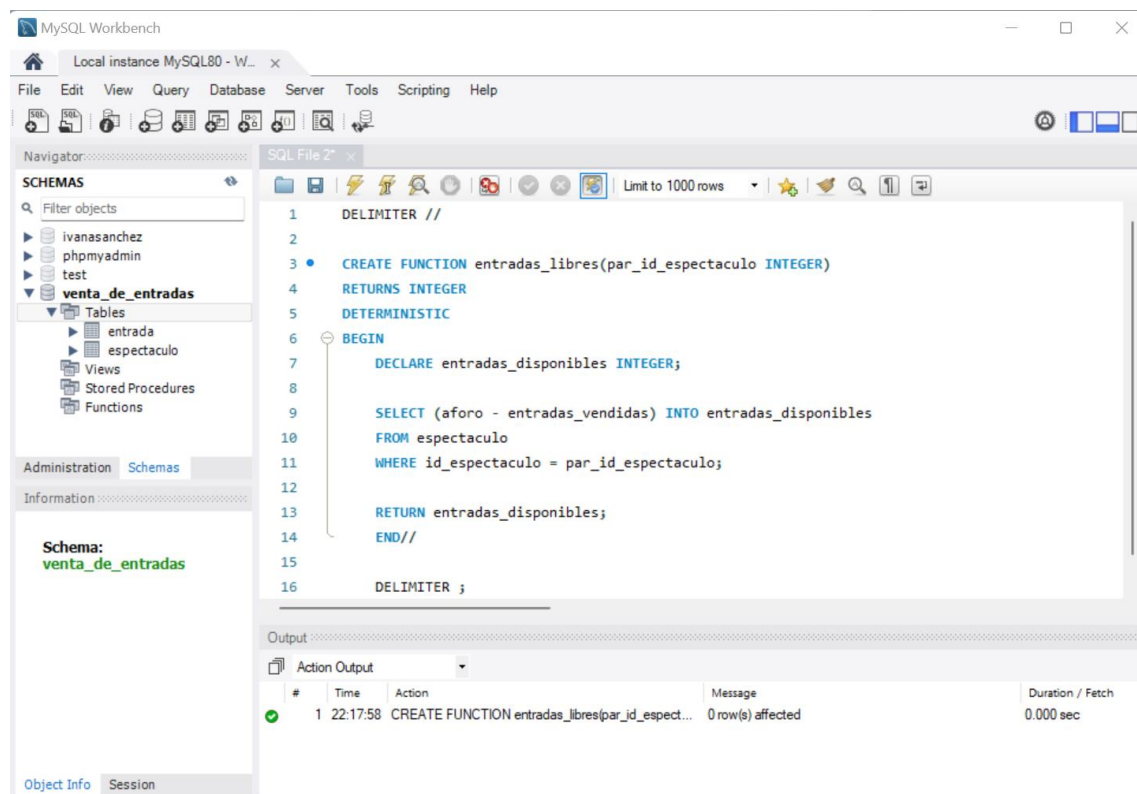 MySQL Workbench
Local instance MySQL80 - W...
File Edit View Query Database Server Tools Scripting Help
Navigator
SQL File 2*
SCHEMAS
Limit to 1000 rows
Filter objects
ivanasanchez
phpmyadmin
test
venta_de_entradas
Tables
entrada
espectaculo
Views
Stored Procedures
Functions
Administration Schemas
Information
Schema:
venta_de_entradas
Object Info Session
1 DELIMITER //
2
3 CREATE FUNCTION entradas_libres(par_id_espectaculo INTEGER)
4 RETURNS INTEGER
5 DETERMINISTIC
6 BEGIN
7 DECLARE entradas_disponibles INTEGER;
8
9 SELECT (aforo - entradas_vendidas) INTO entradas_disponibles
10 FROM espectaculo
11 WHERE id_espectaculo = par_id_espectaculo;
12
13 RETURN entradas_disponibles;
14 END//
15
16 DELIMITER ;
Output
Action Output
# Time Action Message Duration / Fetch
1 22:17:58 CREATE FUNCTION entradas_libres(par_id_espect... 0 row(s) affected 0.000 sec